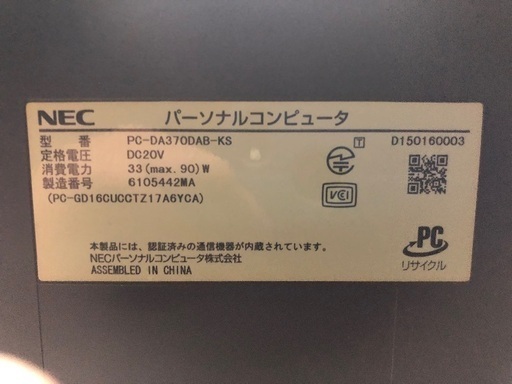 NEC パーソナルコンピュータ
型 番 PC-DA370DAB-KS
定格電圧 DC20V
消費電力 33(max.90)W
製造番号 6105442MA
(PC-GD16CUCCTZ17A6YCA)
T D150160003
VCCI
本製品には、認証済みの通信機器が内蔵されています。
NECパーソナルコンピュータ株式会社
ASSEMBLED IN CHINA
PC
リサイクル